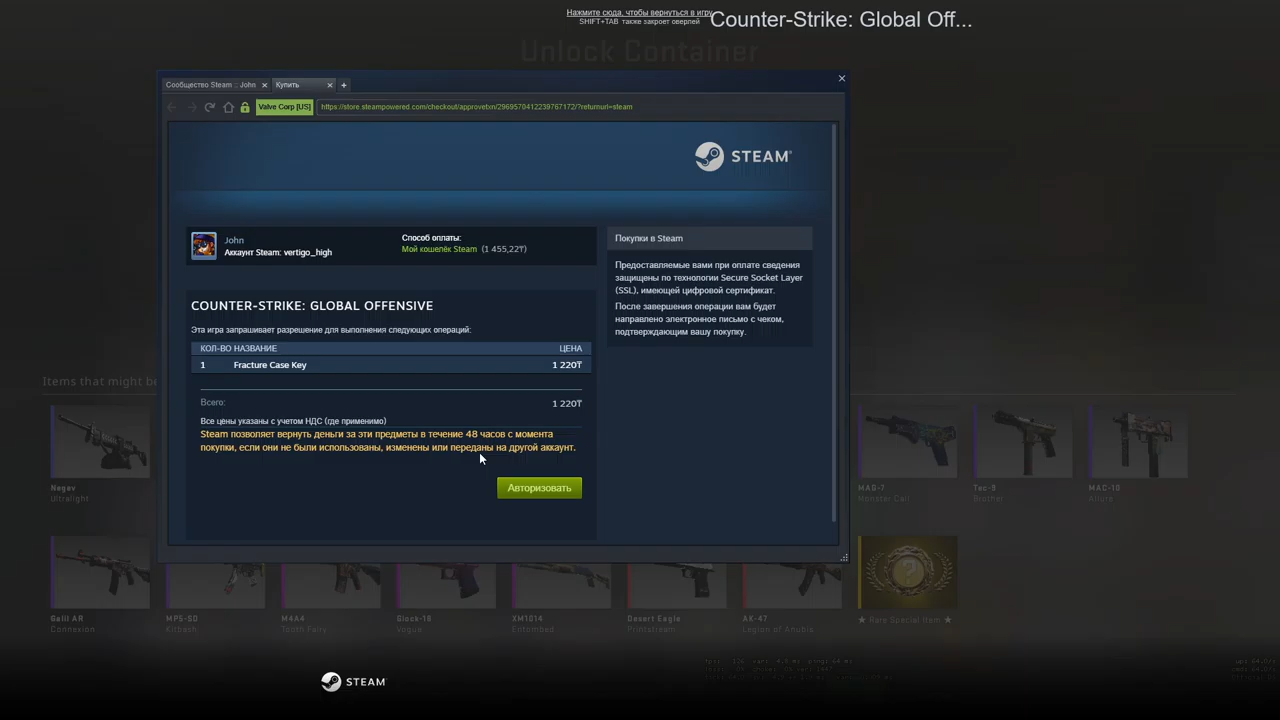 Нажмите сюда, чтобы вернуться в игру
SHIFT+TAB также закроет оверлей
Counter-Strike: Global Off...
Unlock Container
Сообщество Steam :: John
Купить
Valve Corp [US]
https://store.steampowered.com/checkout/approvetxn/2969570412239767172/?returnurl=steam
STEAM
John
Аккаунт Steam: vertigo_high
Способ оплаты:
Мой кошелёк Steam (1 455,22₸)
Покупки в Steam
Предоставляемые вами при оплате сведения
защищены по технологии Secure Socket Layer
(SSL), имеющей цифровой сертификат.
После завершения операции вам будет
направлено электронное письмо с чеком,
подтверждающим вашу покупку.
COUNTER-STRIKE: GLOBAL OFFENSIVE
Эта игра запрашивает разрешение для выполнения следующих операций:
КОЛ-ВО НАЗВАНИЕ ЦЕНА
1 Fracture Case Key 1 220₸
Всего: 1 220₸
Все цены указаны с учетом НДС (где применимо)
Steam позволяет вернуть деньги за эти предметы в течение 48 часов с момента
покупки, если они не были использованы, изменены или переданы на другой аккаунт.
Авторизовать
Items that might be
Negev
Ultralight
MAG-7
Monster Call
Tec-9
Brother
MAC-10
Allure
Galil AR
Connexion
MP5-SD
Kitbash
M4A4
Tooth Fairy
Glock-18
Vogue
XM1014
Entombed
Desert Eagle
Printstream
AK-47
Legion of Anubis
★ Rare Special Item ★
STEAM